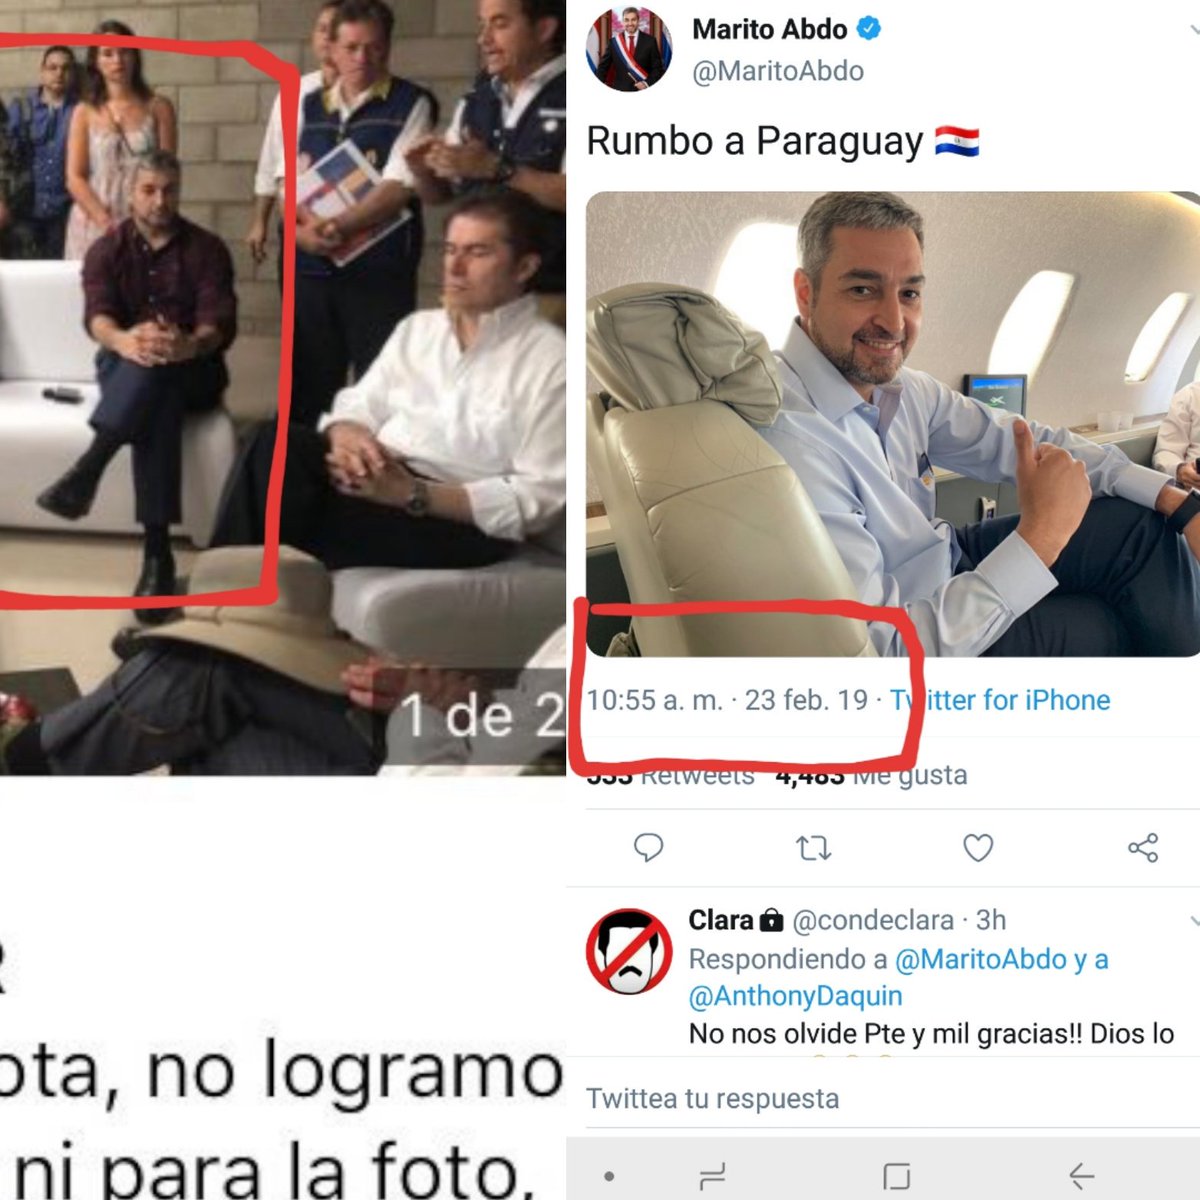 1 de 2
ota, no logramo
ni para la foto,
Marito Abdo
@MaritoAbdo
Rumbo a Paraguay 🇵🇾
10:55 a. m. · 23 feb. 19 · Twitter for iPhone
533 Retweets 4,483 Me gusta
Clara @condeclara · 3h
Respondiendo a @MaritoAbdo y a
@AnthonyDaquin
No nos olvide Pte y mil gracias!! Dios lo
Twittea tu respuesta